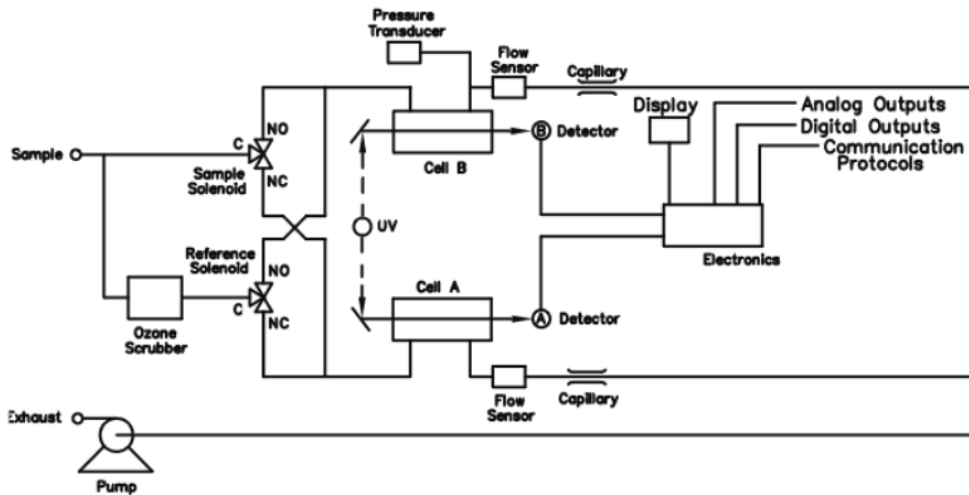 Pressure
Transducer
Flow
Sensor
Capillary
Display
Analog Outputs
Digital Outputs
Communication
Protocols
NO
C
Sample
NC
Sample
Solenoid
Cell B
B
Detector
UV
Electronics
Reference
Solenoid
NO
C
NC
Ozone
Scrubber
Cell A
A
Detector
Flow
Sensor
Capillary
Exhaust
Pump